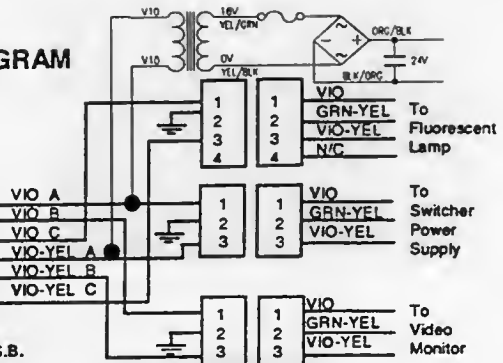 VIO
16V
YEL/GRN
ORG/BLK
GRAM
VIO
0V
YEL/BLK
24V
BLK/ORG
1
2
3
4
1
2
3
4
VIO
GRN-YEL
VIO-YEL
N/C
To
Fluorescent
Lamp
VIO A
VIO B
VIO C
VIO-YEL A
VIO-YEL B
VIO-YEL C
1
2
3
1
2
3
VIO
GRN-YEL
VIO-YEL
To
Switcher
Power
Supply
1
2
3
1
2
3
VIO
GRN-YEL
VIO-YEL
To
Video
Monitor
S.B.